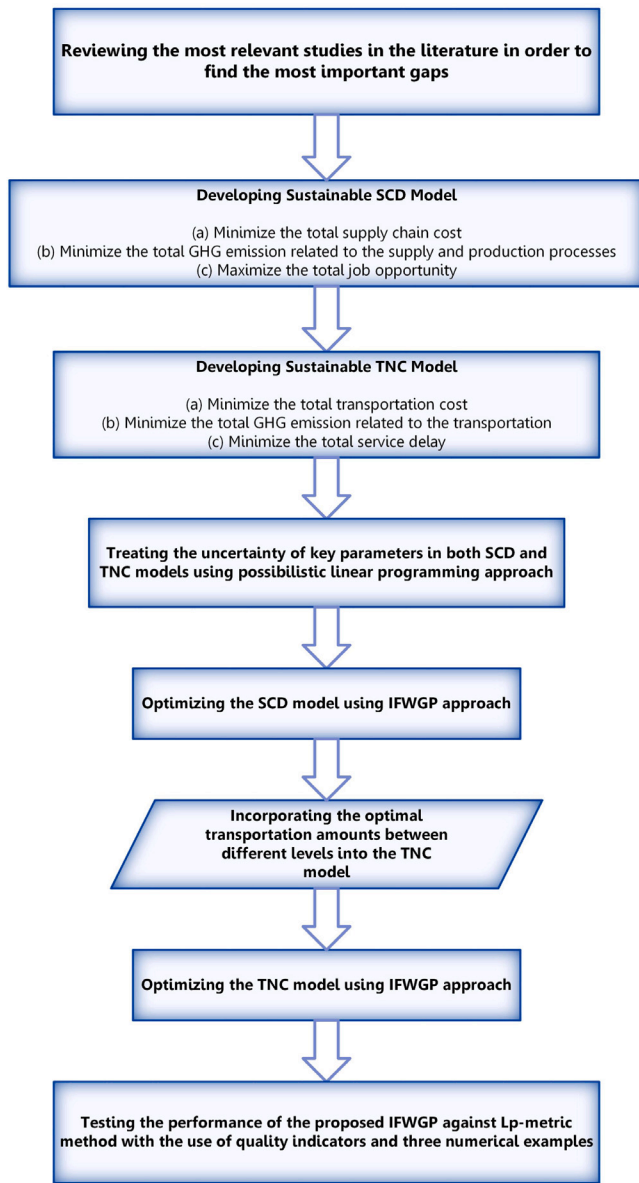 Reviewing the most relevant studies in the literature in order to
find the most important gaps
Developing Sustainable SCD Model
(a) Minimize the total supply chain cost
(b) Minimize the total GHG emission related to the supply and production processes
(c) Maximize the total job opportunity
Developing Sustainable TNC Model
(a) Minimize the total transportation cost
(b) Minimize the total GHG emission related to the transportation
(c) Minimize the total service delay
Treating the uncertainty of key parameters in both SCD and
TNC models using possibilistic linear programming approach
Optimizing the SCD model using IFWGP approach
Incorporating the optimal
transportation amounts between
different levels into the TNC
model
Optimizing the TNC model using IFWGP approach
Testing the performance of the proposed IFWGP against Lp-metric
method with the use of quality indicators and three numerical examples